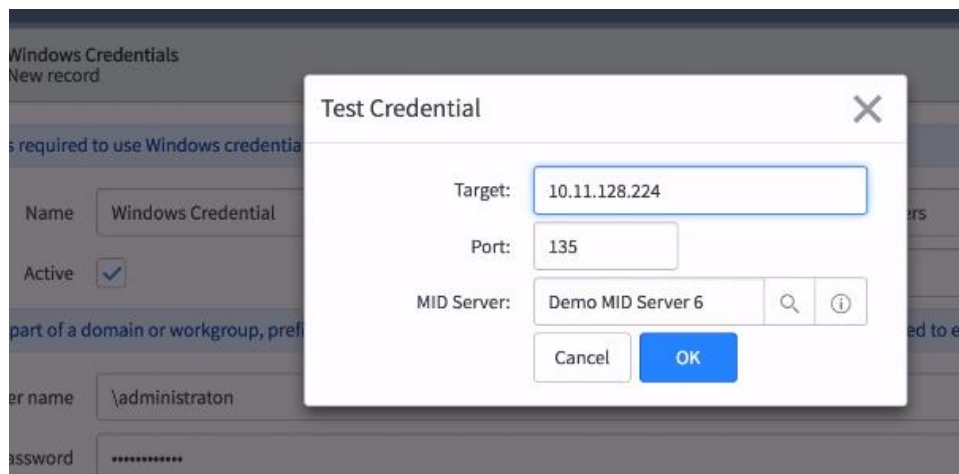 Windows Credentials
New record
Test Credential
s required to use Windows credentia
Target: 10.11.128.224
Name Windows Credential
ers
Port: 135
Active
MID Server: Demo MID Server 6
part of a domain or workgroup, prefi
ed to e
Cancel OK
er name \administraton
assword ••••••••••••